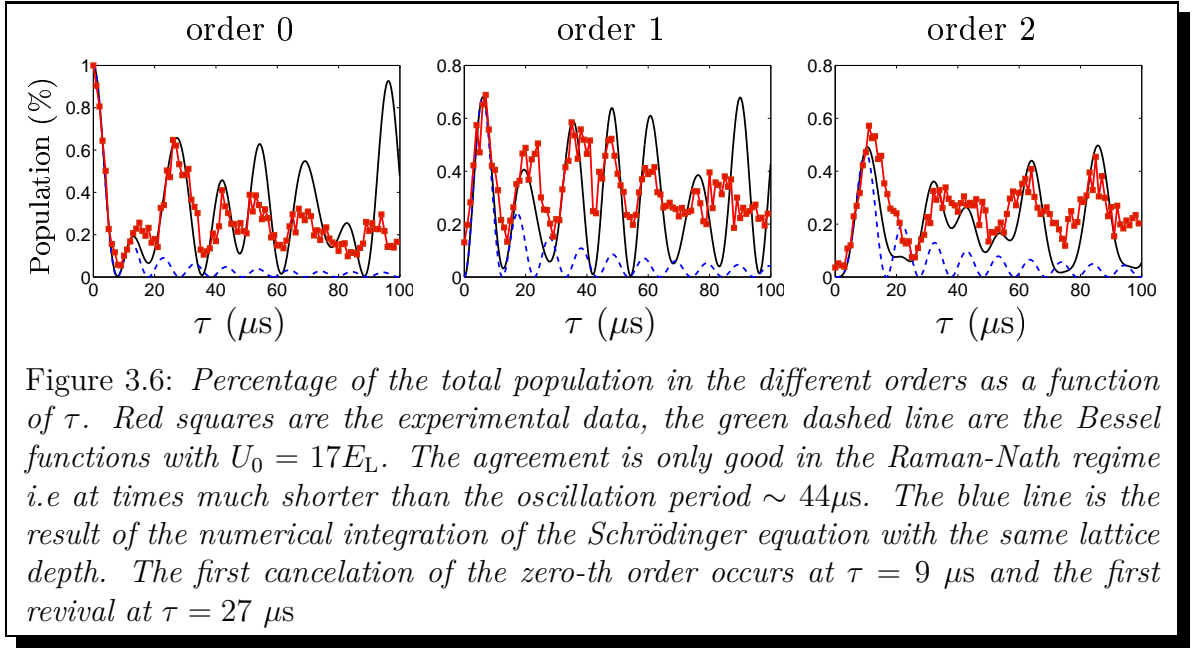 order 0
order 1
order 2
Population (%)
1
0.8
0.6
0.4
0.2
0
0 20 40 60 80 100
τ (μs)
0.8
0.6
0.4
0.2
0
0 20 40 60 80 100
τ (μs)
0.8
0.6
0.4
0.2
0
0 20 40 60 80 100
τ (μs)
Figure 3.6: Percentage of the total population in the different orders as a function
of τ. Red squares are the experimental data, the green dashed line are the Bessel
functions with U₀ = 17E_L. The agreement is only good in the Raman-Nath regime
i.e at times much shorter than the oscillation period ∼ 44μs. The blue line is the
result of the numerical integration of the Schrödinger equation with the same lattice
depth. The first cancelation of the zero-th order occurs at τ = 9 μs and the first
revival at τ = 27 μs